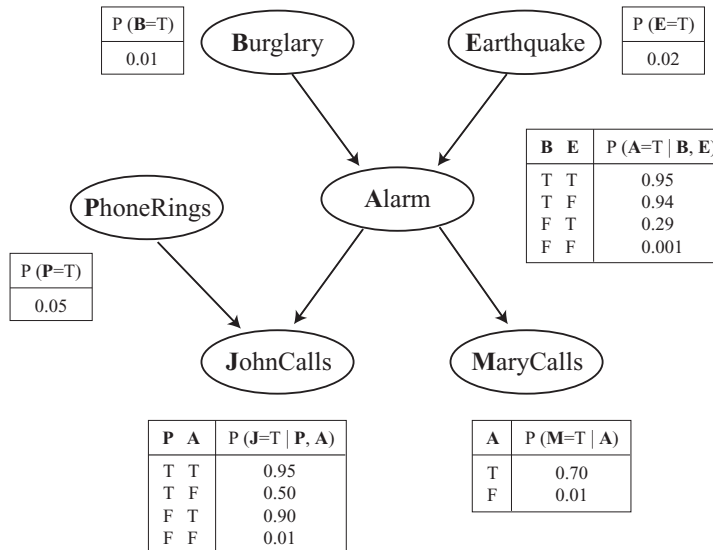 P (B=T)
0.01
Burglary
Earthquake
P (E=T)
0.02
B E P (A=T | B, E)
T T 0.95
T F 0.94
F T 0.29
F F 0.001
PhoneRings
Alarm
P (P=T)
0.05
JohnCalls
MaryCalls
P A P (J=T | P, A)
T T 0.95
T F 0.50
F T 0.90
F F 0.01
A P (M=T | A)
T 0.70
F 0.01